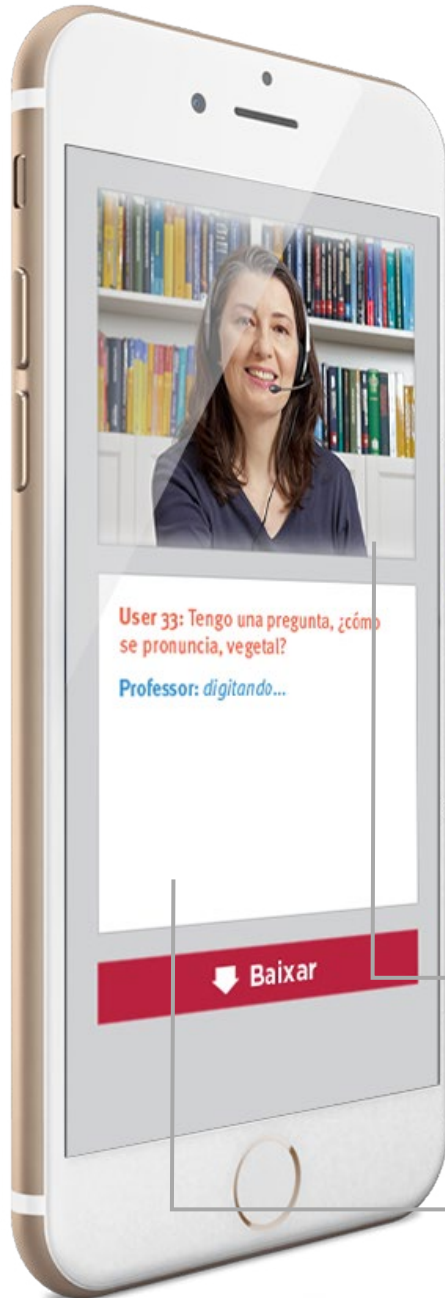 User 33: Tengo una pregunta, ¿cómo
se pronuncia, vegetal?
Professor: digitando...
Baixar